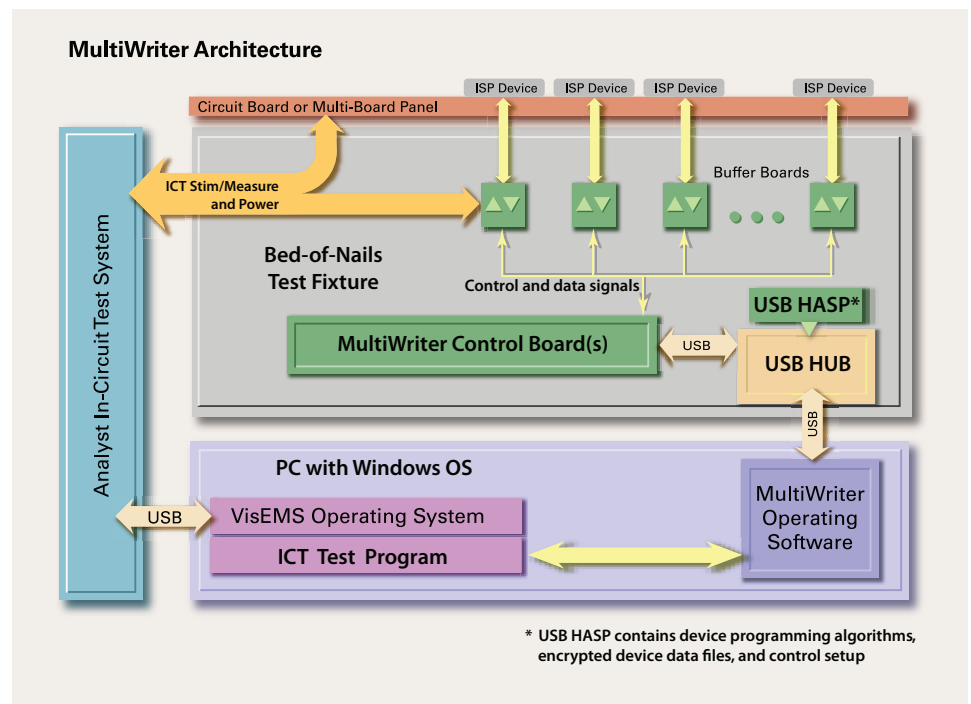 MultiWriter Architecture
ISP Device
ISP Device
ISP Device
ISP Device
Circuit Board or Multi-Board Panel
ICT Stim/Measure
and Power
Buffer Boards
Bed-of-Nails
Test Fixture
Control and data signals
USB HASP*
MultiWriter Control Board(s)
USB
USB HUB
USB
Analyst In-Circuit Test System
PC with Windows OS
USB
VisEMS Operating System
ICT Test Program
MultiWriter
Operating
Software
* USB HASP contains device programming algorithms,
encrypted device data files, and control setup